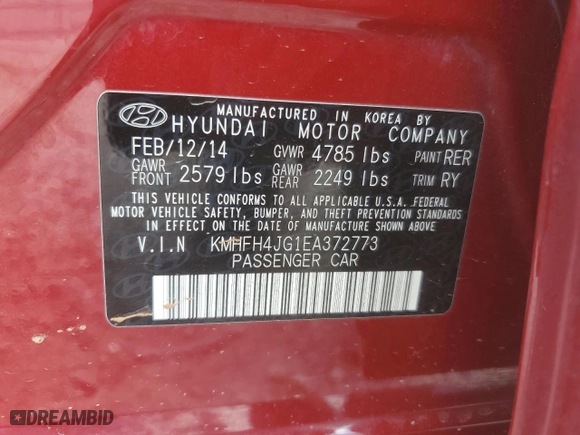 MANUFACTURED IN KOREA BY
HYUNDAI MOTOR COMPANY
FEB/12/14 GVWR 4785 lbs PAINT RER
GAWR FRONT 2579 lbs GAWR REAR 2249 lbs TRIM RY
THIS VEHICLE CONFORMS TO ALL APPLICABLE U.S.A. FEDERAL
MOTOR VEHICLE SAFETY, BUMPER, AND THEFT PREVENTION STANDARDS
IN EFFECT ON THE DATE OF MANUFACTURE SHOWN ABOVE.
V.I.N KMHFH4JG1EA372773
PASSENGER CAR
DREAMBID